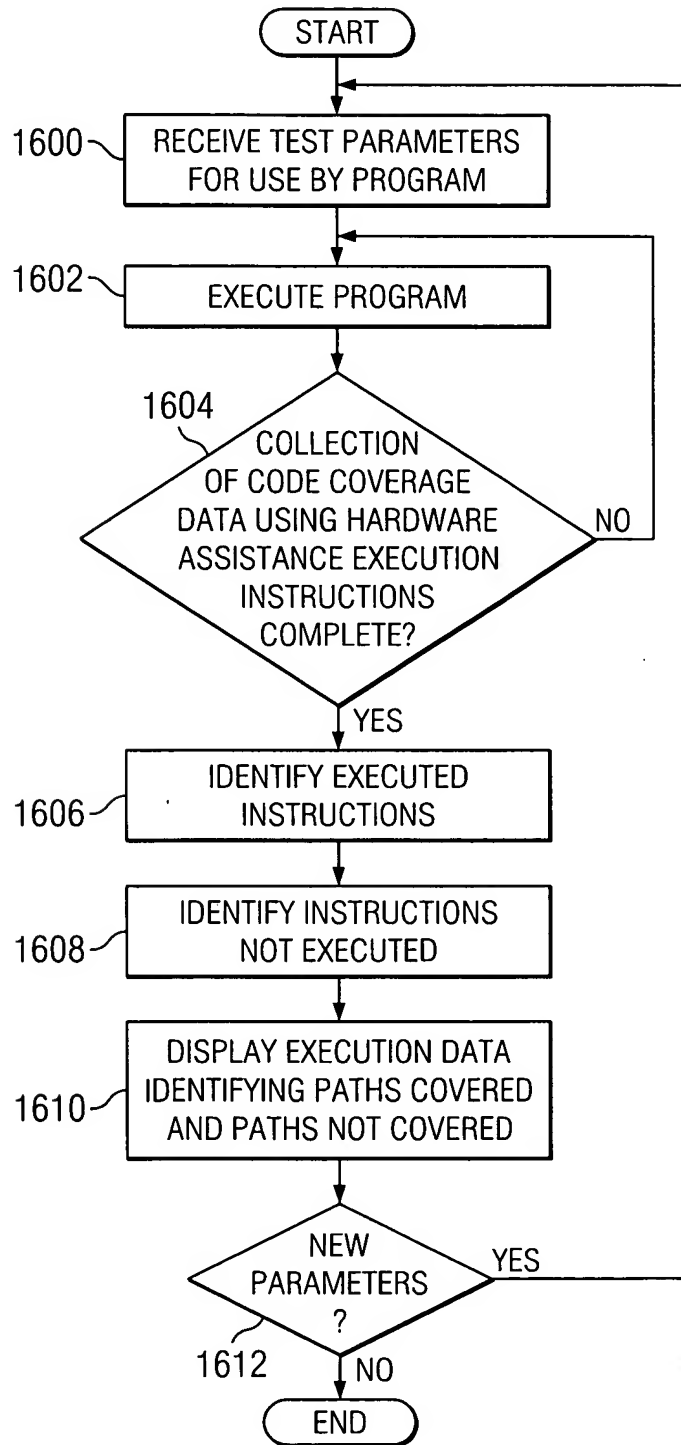 START
1600
RECEIVE TEST PARAMETERS
FOR USE BY PROGRAM
1602
EXECUTE PROGRAM
1604
COLLECTION
OF CODE COVERAGE
DATA USING HARDWARE
ASSISTANCE EXECUTION
INSTRUCTIONS
COMPLETE?
NO
YES
1606
IDENTIFY EXECUTED
INSTRUCTIONS
1608
IDENTIFY INSTRUCTIONS
NOT EXECUTED
1610
DISPLAY EXECUTION DATA
IDENTIFYING PATHS COVERED
AND PATHS NOT COVERED
NEW
PARAMETERS
?
YES
1612
NO
END